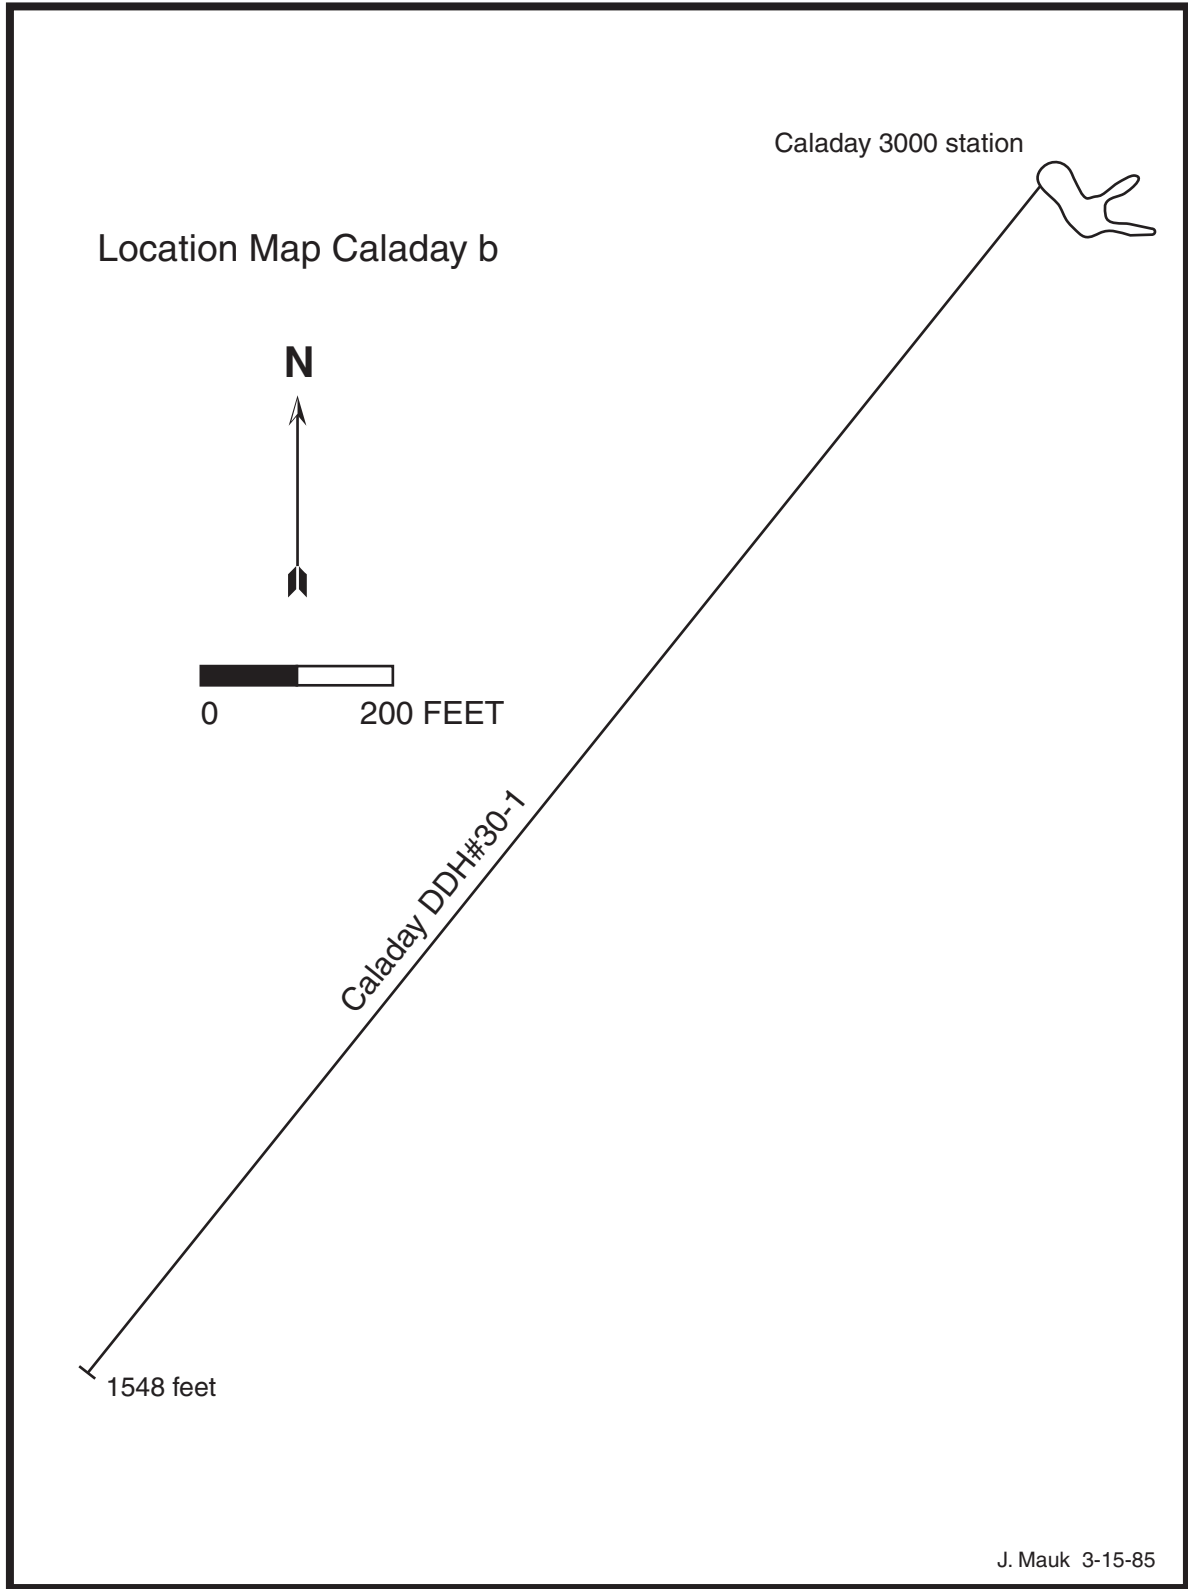 Caladay 3000 station
Location Map Caladay b
N
0 200 FEET
Caladay DDH#30-1
1548 feet
J. Mauk 3-15-85